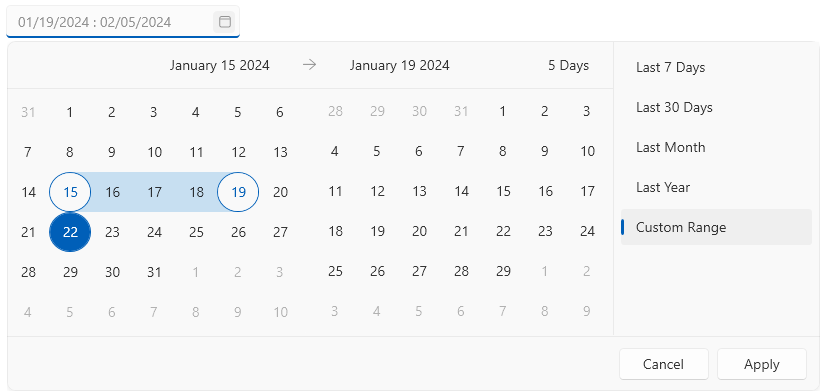 01/19/2024 : 02/05/2024
January 15 2024 → January 19 2024 5 Days
31 1 2 3 4 5 6
7 8 9 10 11 12 13
14 15 16 17 18 19 20
21 22 23 24 25 26 27
28 29 30 31 1 2 3
4 5 6 7 8 9 10
28 29 30 31 1 2 3
4 5 6 7 8 9 10
11 12 13 14 15 16 17
18 19 20 21 22 23 24
25 26 27 28 29 1 2
3 4 5 6 7 8 9
Last 7 Days
Last 30 Days
Last Month
Last Year
Custom Range
Cancel Apply